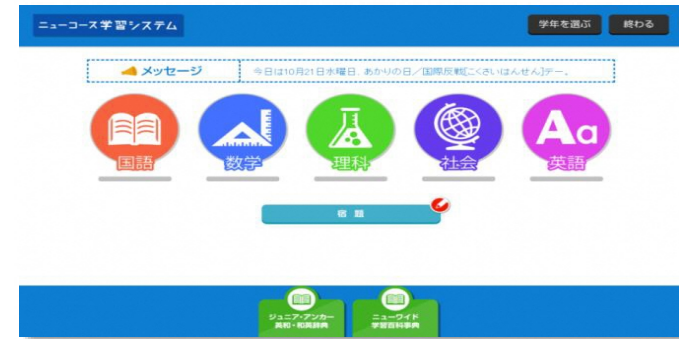 ニューコース学習システム
学年を選ぶ
終わる
メッセージ
今日は10月21日水曜日、あかりの日/国際反戦[こくさいはんせん]デー。
国語
数学
理科
社会
Aa
英語
宿題
ジュニア・アンカー
英和・和英辞典
ニューワイド
学習百科事典